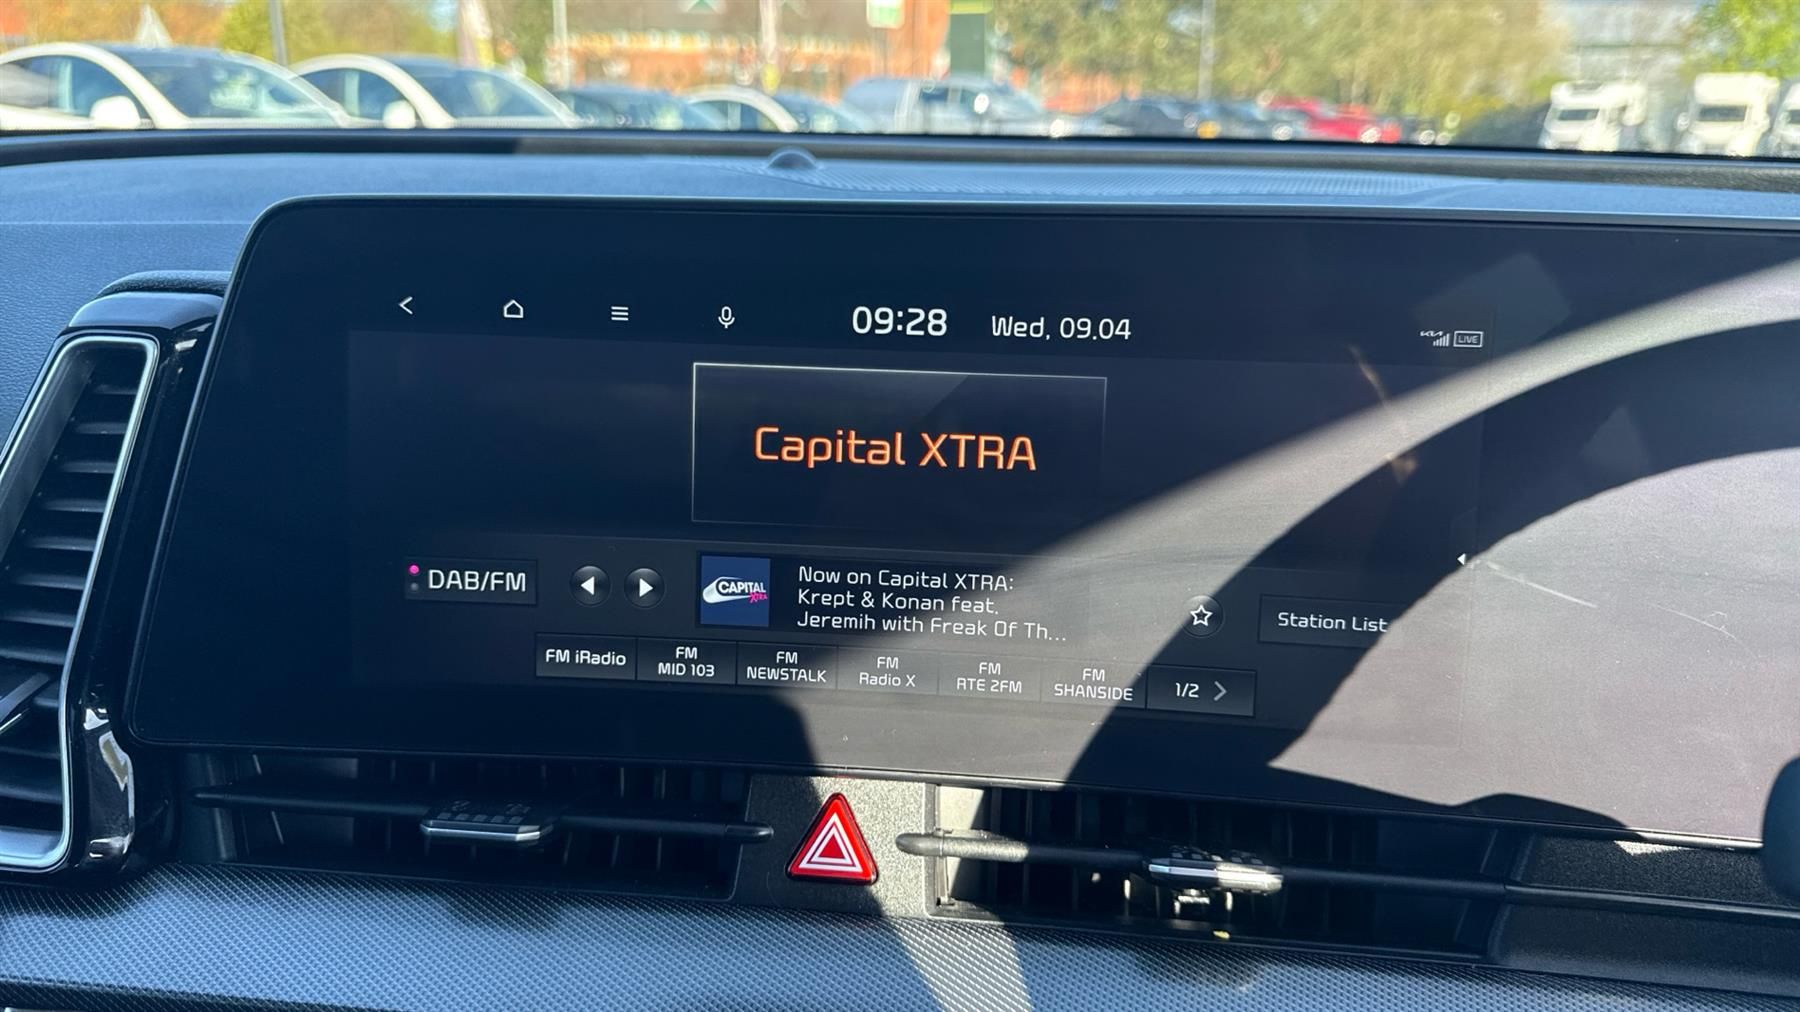 09:28 Wed, 09.04
LIVE
Capital XTRA
DAB/FM
CAPITAL
XTRA
Now on Capital XTRA:
Krept & Konan feat.
Jeremih with Freak Of Th...
Station List
FM iRadio
FM
MID 103
FM
NEWSTALK
FM
Radio X
FM
RTE 2FM
FM
SHANSIDE
1/2